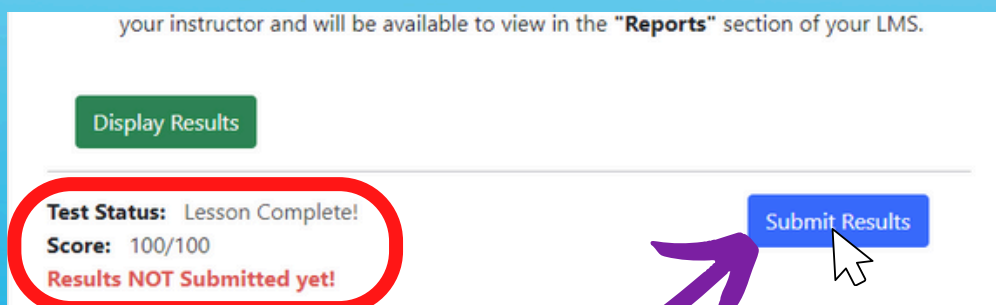 your instructor and will be available to view in the "Reports" section of your LMS.
Display Results
Test Status: Lesson Complete!
Score: 100/100
Results NOT Submitted yet!
Submit Results